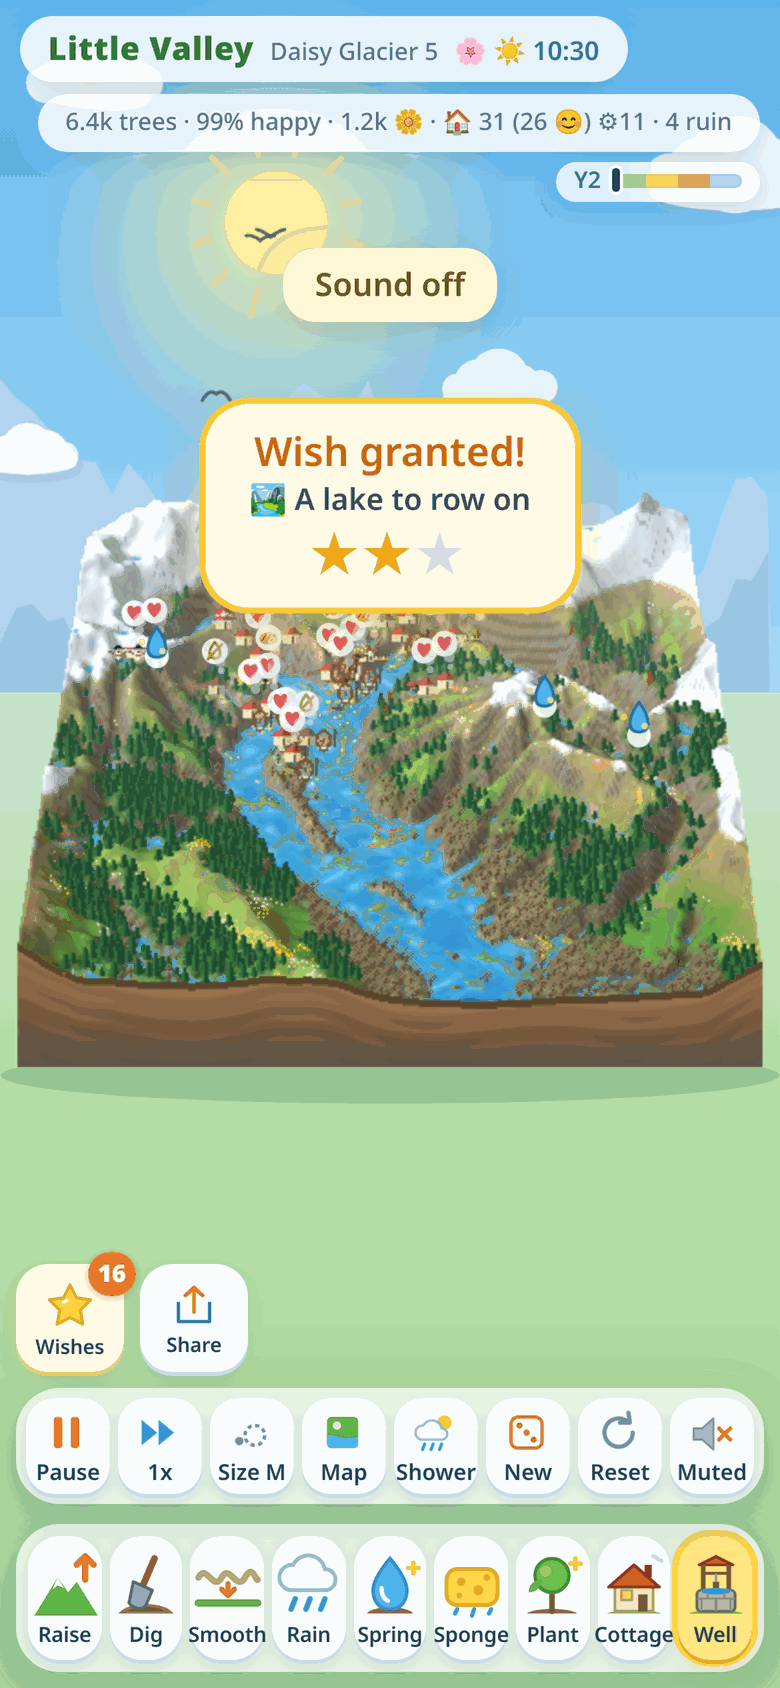 Little Valley Daisy Glacier 5 🌸 ☀️ 10:30
6.4k trees · 99% happy · 1.2k 🌼 · 🏠 31 (26 😊) ⚙11 · 4 ruin
Y2
Sound off
Wish granted!
🏞️ A lake to row on
16
Wishes
Share
Pause
1x
Size M
Map
Shower
New
Reset
Muted
Raise
Dig
Smooth
Rain
Spring
Sponge
Plant
Cottage
Well